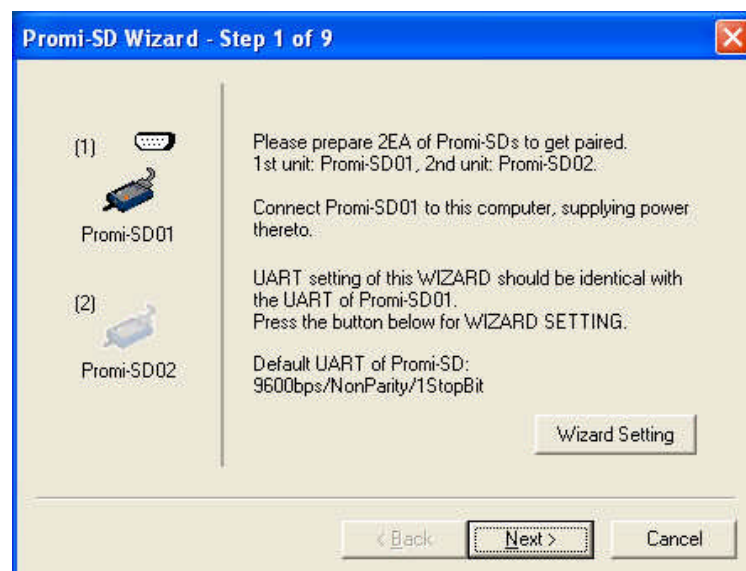 Promi-SD Wizard - Step 1 of 9
(1)
Promi-SD01
(2)
Promi-SD02
Please prepare 2EA of Promi-SDs to get paired.
1st unit: Promi-SD01, 2nd unit: Promi-SD02.
Connect Promi-SD01 to this computer, supplying power
thereto.
UART setting of this WIZARD should be identical with
the UART of Promi-SD01.
Press the button below for WIZARD SETTING.
Default UART of Promi-SD:
9600bps/NonParity/1StopBit
Wizard Setting
< Back
Next >
Cancel